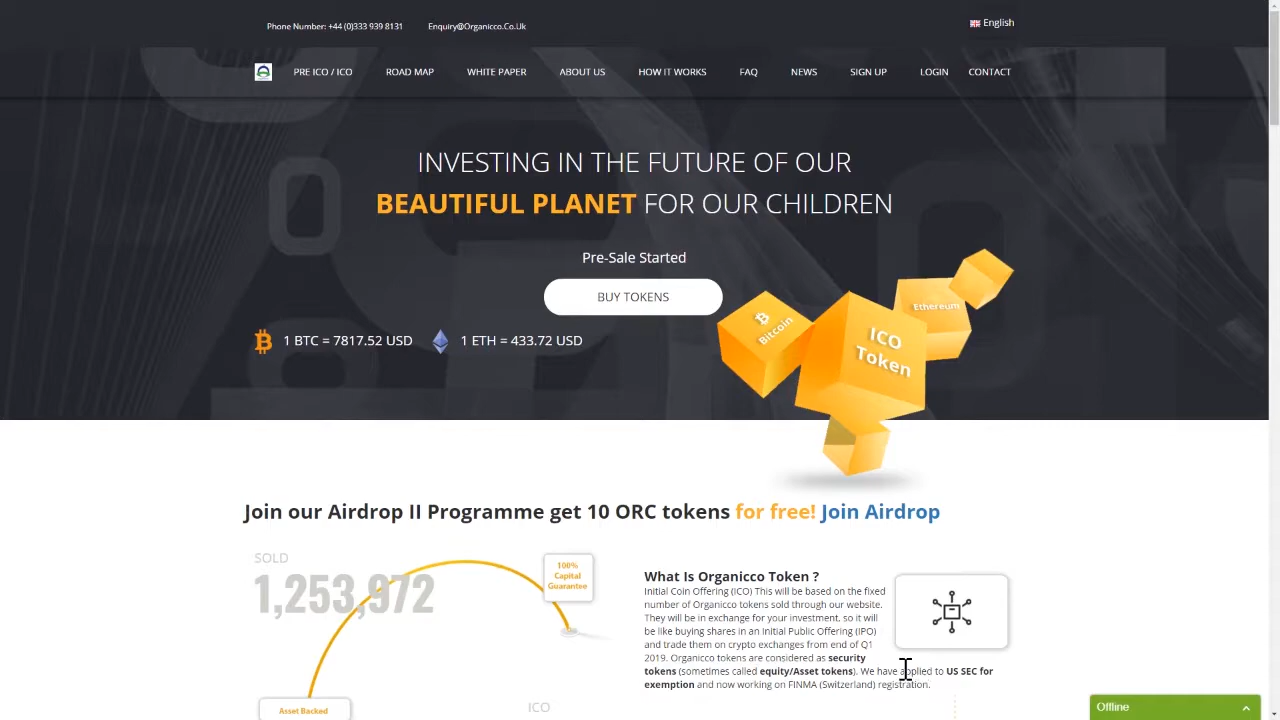 Phone Number: +44 (0)333 939 8131 Enquiry@Organicco.Co.Uk English
PRE ICO / ICO ROAD MAP WHITE PAPER ABOUT US HOW IT WORKS FAQ NEWS SIGN UP LOGIN CONTACT
INVESTING IN THE FUTURE OF OUR
BEAUTIFUL PLANET FOR OUR CHILDREN
Pre-Sale Started
BUY TOKENS
1 BTC = 7817.52 USD 1 ETH = 433.72 USD
Bitcoin
ICO
Token
Ethereum
Join our Airdrop II Programme get 10 ORC tokens for free! Join Airdrop
SOLD
1,253,972
100%
Capital
Guarantee
Asset Backed
ICO
What Is Organicco Token ?
Initial Coin Offering (ICO) This will be based on the fixed
number of Organicco tokens sold through our website.
They will be in exchange for your investment, so it will
be like buying shares in an Initial Public Offering (IPO)
and trade them on crypto exchanges from end of Q1
2019. Organicco tokens are considered as security
tokens (sometimes called equity/Asset tokens). We have applied to US SEC for
exemption and now working on FINMA (Switzerland) registration.
Offline